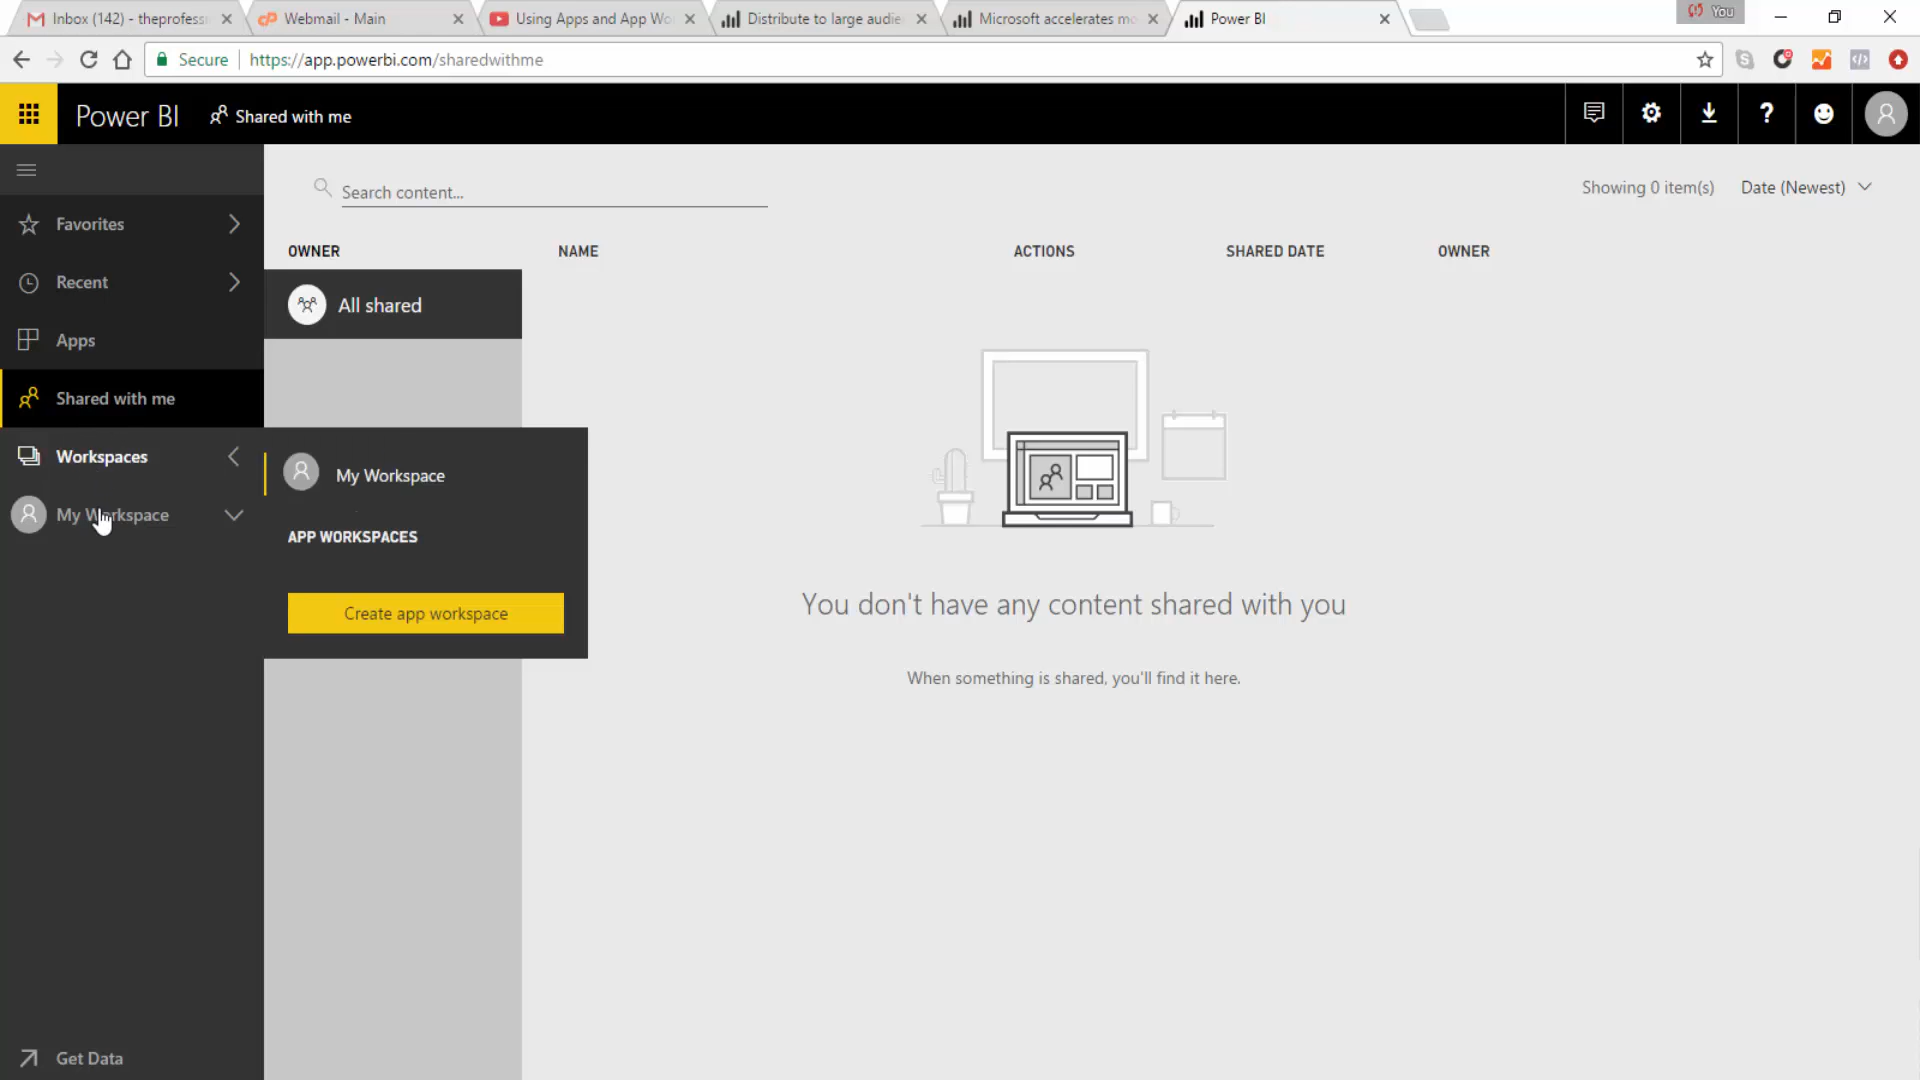 Inbox (142) - theprofess
Webmail - Main
Using Apps and App Wo
Distribute to large audie
Microsoft accelerates mo
Power BI
You
Secure
https://app.powerbi.com/sharedwithme
Power BI
Shared with me
Search content...
Showing 0 item(s)
Date (Newest)
OWNER
NAME
ACTIONS
SHARED DATE
OWNER
Favorites
Recent
Apps
Shared with me
Workspaces
My Workspace
All shared
My Workspace
APP WORKSPACES
Create app workspace
You don't have any content shared with you
When something is shared, you'll find it here.
Get Data